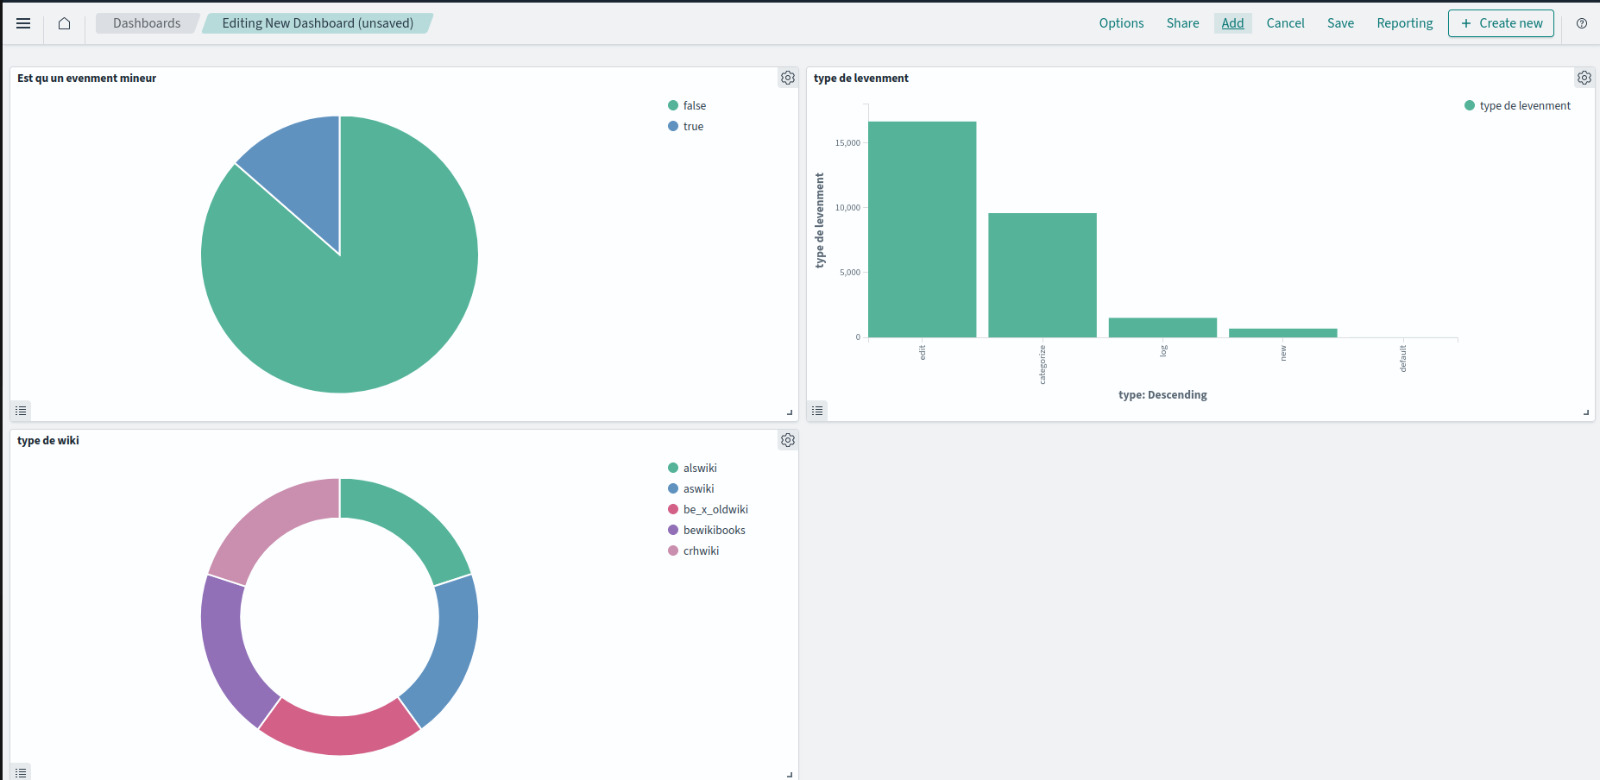 Dashboards
Editing New Dashboard (unsaved)
Options
Share
Add
Cancel
Save
Reporting
Create new
Est qu un evenment mineur
false
true
type de levenment
type de levenment
15,000
10,000
5,000
0
type de levenment
edit
categorize
log
new
default
type: Descending
type de wiki
alswiki
aswiki
be_x_oldwiki
bewikibooks
crhwiki